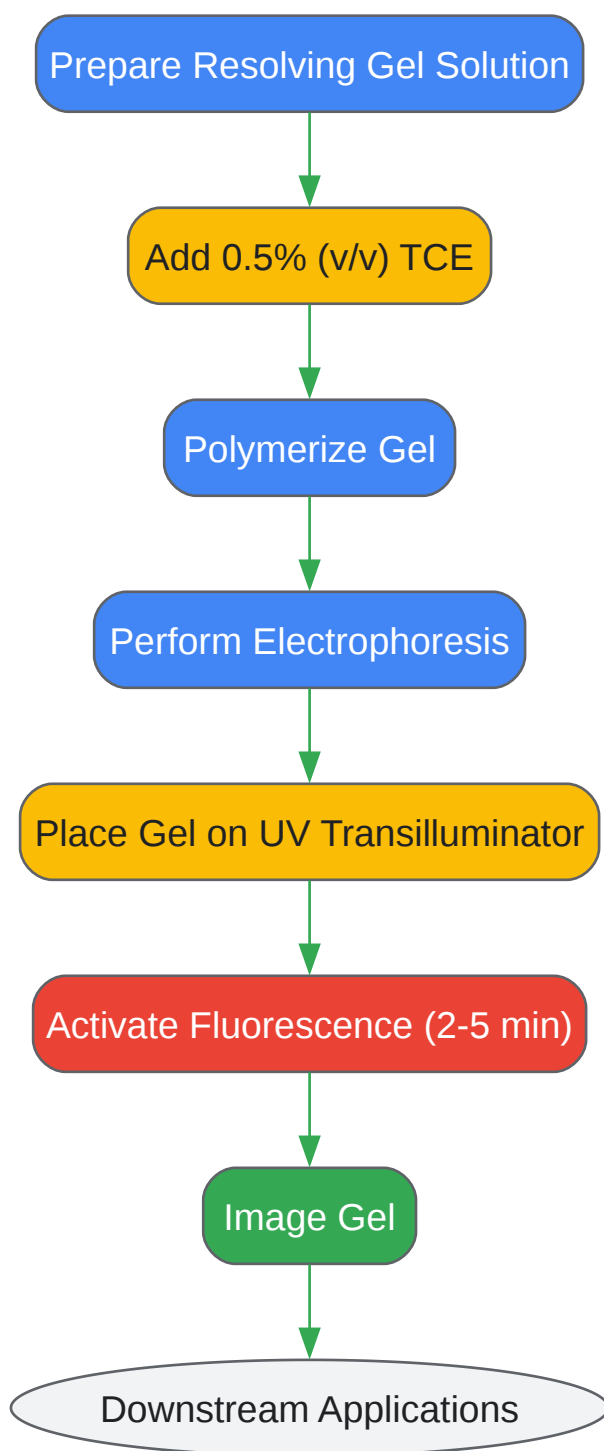 Prepare Resolving Gel Solution
Add 0.5% (v/v) TCE
Polymerize Gel
Perform Electrophoresis
Place Gel on UV Transilluminator
Activate Fluorescence (2-5 min)
Image Gel
Downstream Applications